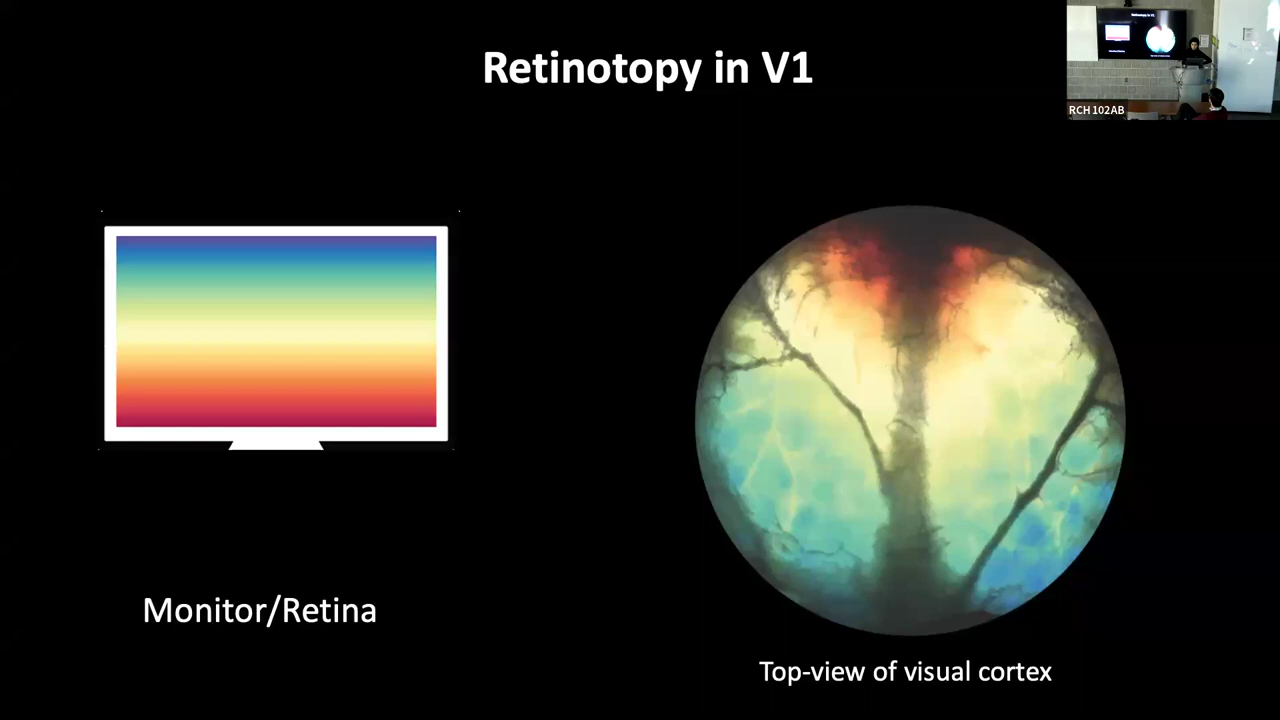 Retinotopy in V1
RCH 102AB
Monitor/Retina
Top-view of visual cortex